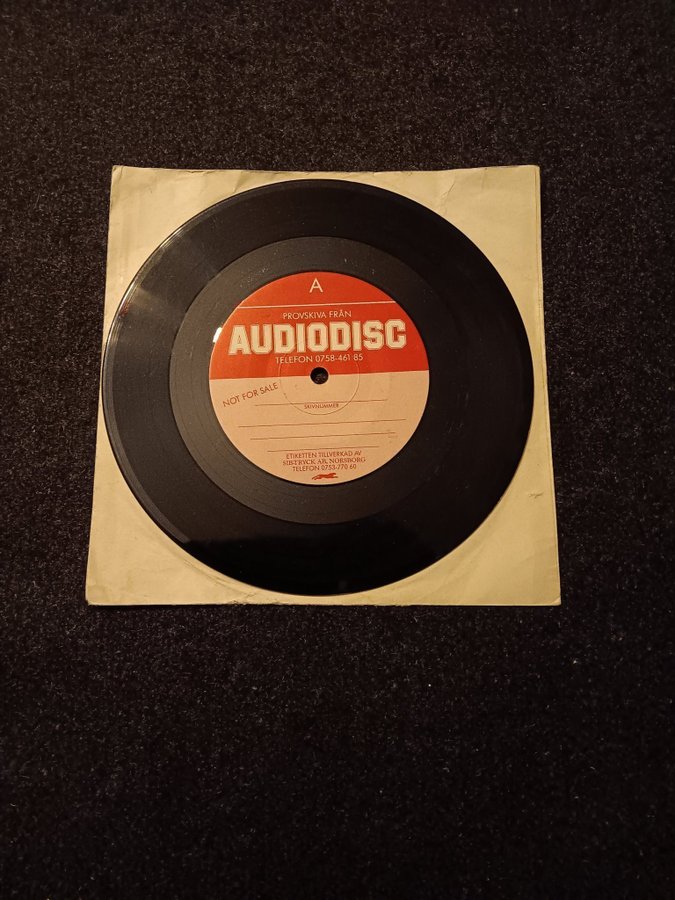 A
PROVSKIVA FRÅN
AUDIODISC
TELEFON 0758-461 85
NOT FOR SALE
SKIVNUMMER
ETIKETTEN TILLVERKAD AV
SIBTRYCK AB, NORSBORG
TELEFON 0753-770 60